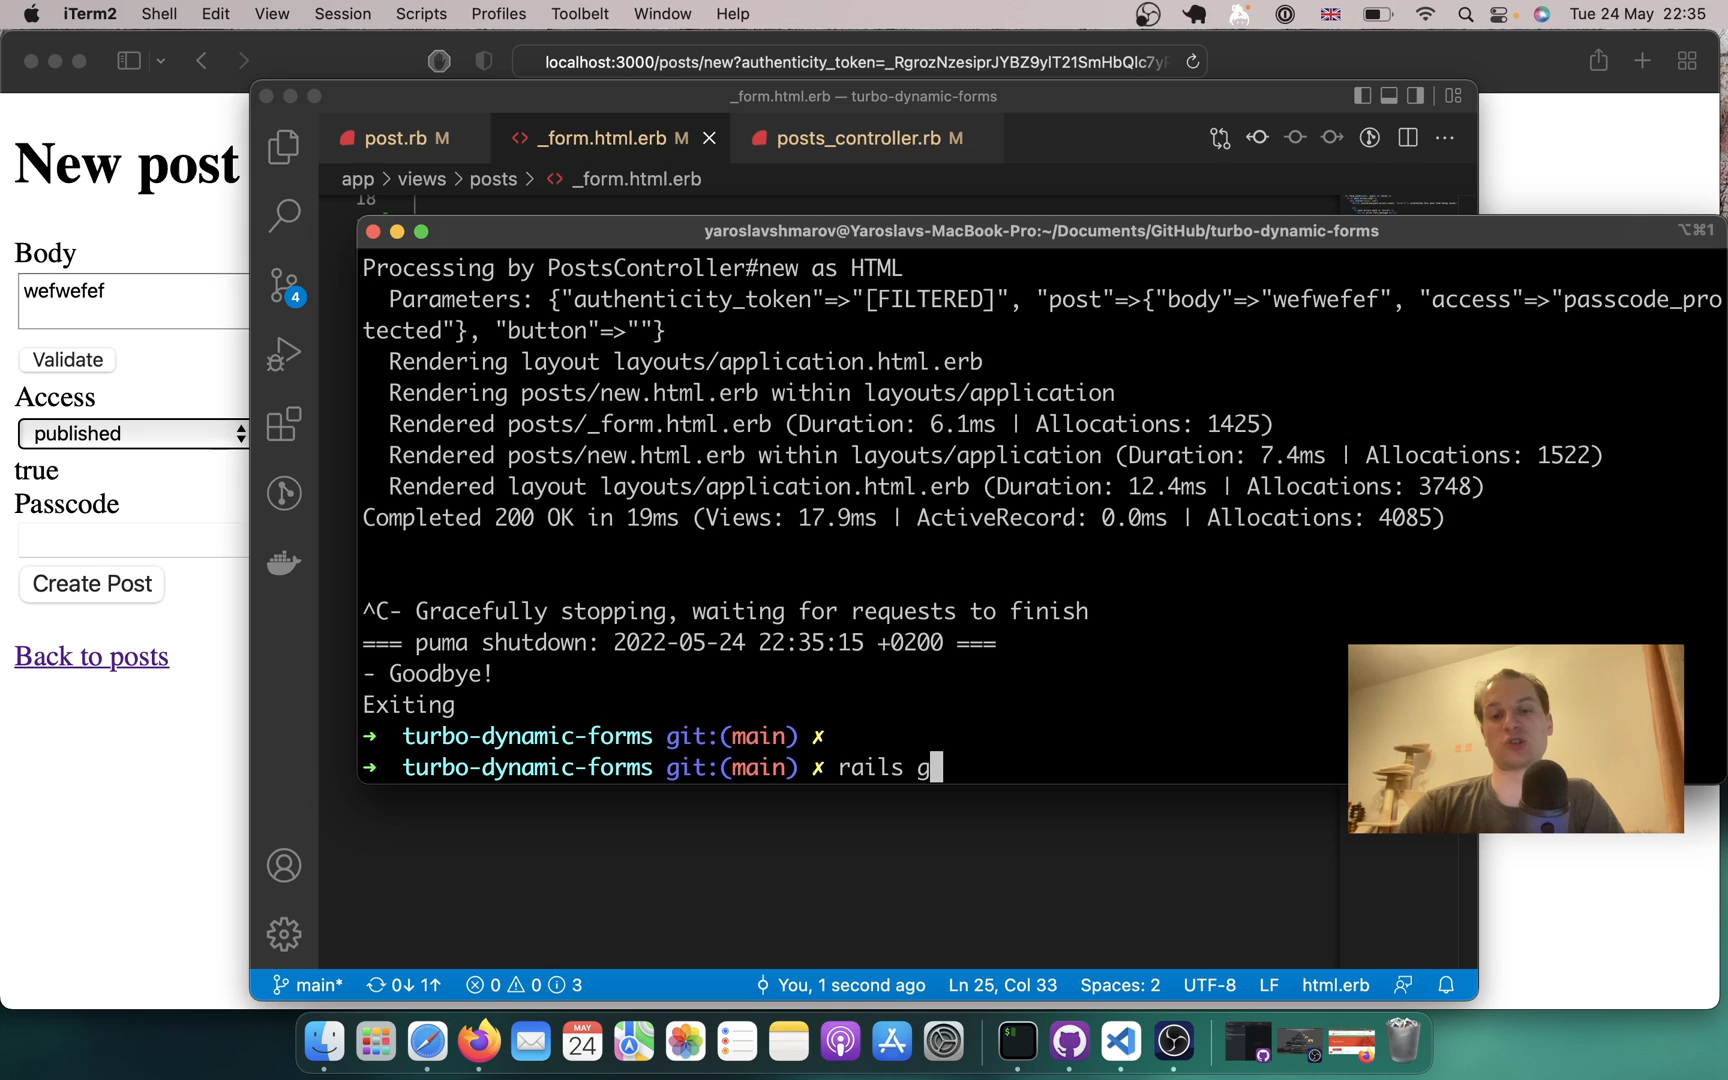 iTerm2 Shell Edit View Session Scripts Profiles Toolbelt Window Help Tue 24 May 22:35
localhost:3000/posts/new?authenticity_token=_RgrozNzesiprJYBZ9ylT21SmHbQlc7yF
_form.html.erb — turbo-dynamic-forms
post.rb M _form.html.erb M posts_controller.rb M
app > views > posts > <> _form.html.erb
18
New post
Body
wefwefef
Validate
Access
published
true
Passcode
Create Post
Back to posts
4
yaroslavshmarov@Yaroslavs-MacBook-Pro:~/Documents/GitHub/turbo-dynamic-forms ⌥⌘1
Processing by PostsController#new as HTML
Parameters: {"authenticity_token"=>"[FILTERED]", "post"=>{"body"=>"wefwefef", "access"=>"passcode_pro
tected"}, "button"=>""}
Rendering layout layouts/application.html.erb
Rendering posts/new.html.erb within layouts/application
Rendered posts/_form.html.erb (Duration: 6.1ms | Allocations: 1425)
Rendered posts/new.html.erb within layouts/application (Duration: 7.4ms | Allocations: 1522)
Rendered layout layouts/application.html.erb (Duration: 12.4ms | Allocations: 3748)
Completed 200 OK in 19ms (Views: 17.9ms | ActiveRecord: 0.0ms | Allocations: 4085)
^C- Gracefully stopping, waiting for requests to finish
=== puma shutdown: 2022-05-24 22:35:15 +0200 ===
- Goodbye!
Exiting
➜ turbo-dynamic-forms git:(main) ✗
➜ turbo-dynamic-forms git:(main) ✗ rails g
main* 0↓ 1↑ 0 0 3 You, 1 second ago Ln 25, Col 33 Spaces: 2 UTF-8 LF html.erb
MAY
24